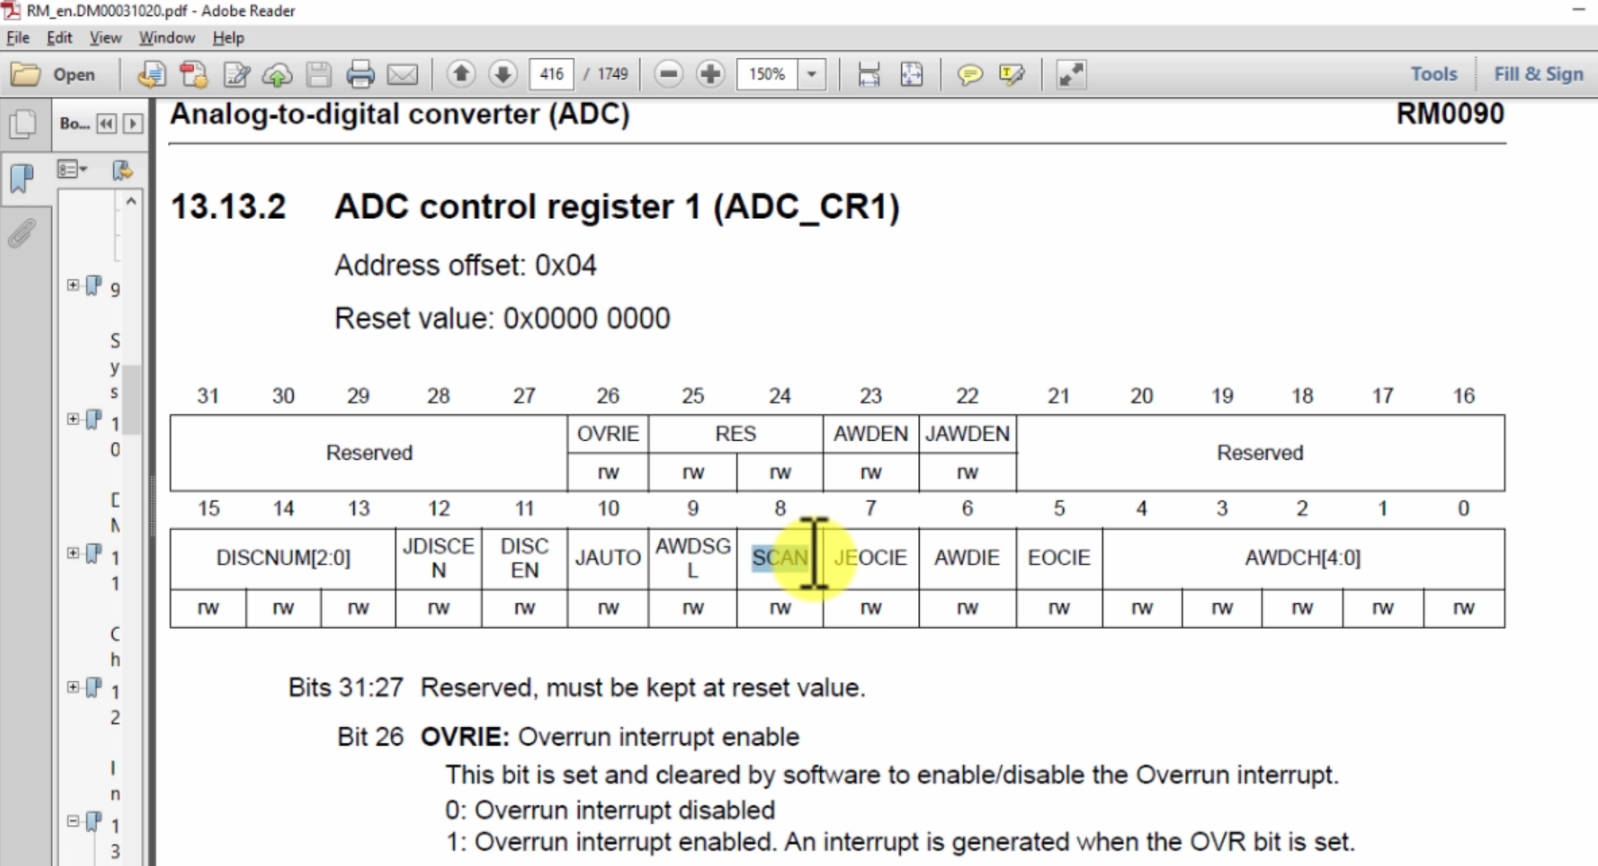 RM_en.DM00031020.pdf - Adobe Reader
File Edit View Window Help
Open 416 / 1749 150% Tools Fill & Sign
Bo...
Analog-to-digital converter (ADC) RM0090
13.13.2 ADC control register 1 (ADC_CR1)
Address offset: 0x04
Reset value: 0x0000 0000
9
S
y
s
1
0
D
M
1
1
C
h
1
2
I
n
1
3
31 30 29 28 27 26 25 24 23 22 21 20 19 18 17 16
Reserved OVRIE RES AWDEN JAWDEN Reserved
rw rw rw rw rw
15 14 13 12 11 10 9 8 7 6 5 4 3 2 1 0
DISCNUM[2:0] JDISCE
N DISC
EN JAUTO AWDSG
L SCAN JEOCIE AWDIE EOCIE AWDCH[4:0]
rw rw rw rw rw rw rw rw rw rw rw rw rw rw rw rw
Bits 31:27 Reserved, must be kept at reset value.
Bit 26 OVRIE: Overrun interrupt enable
This bit is set and cleared by software to enable/disable the Overrun interrupt.
0: Overrun interrupt disabled
1: Overrun interrupt enabled. An interrupt is generated when the OVR bit is set.